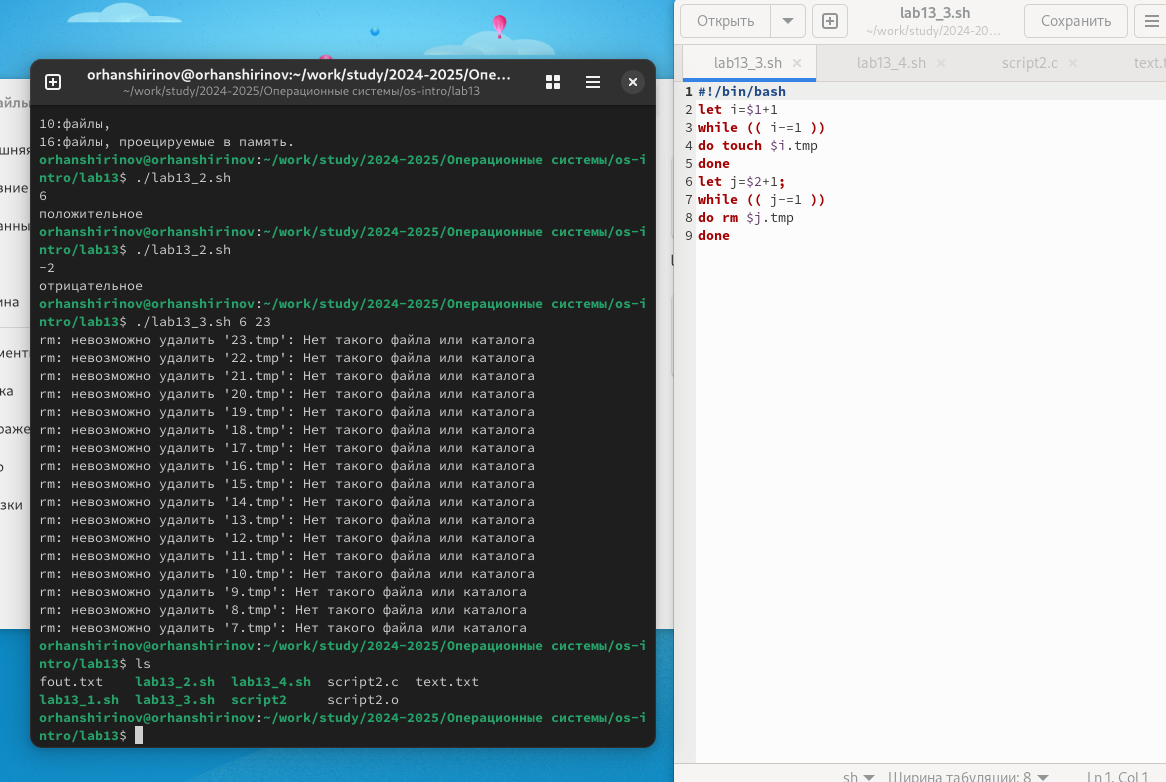 orhanshirinov@orhanshirinov:~/work/study/2024-2025/Опе...
~/work/study/2024-2025/Операционные системы/os-intro/lab13
10:файлы,
16:файлы, проецируемые в память.
orhanshirinov@orhanshirinov:~/work/study/2024-2025/Операционные системы/os-i
ntro/lab13$ ./lab13_2.sh
6
положительное
orhanshirinov@orhanshirinov:~/work/study/2024-2025/Операционные системы/os-i
ntro/lab13$ ./lab13_2.sh
-2
отрицательное
orhanshirinov@orhanshirinov:~/work/study/2024-2025/Операционные системы/os-i
ntro/lab13$ ./lab13_3.sh 6 23
rm: невозможно удалить '23.tmp': Нет такого файла или каталога
rm: невозможно удалить '22.tmp': Нет такого файла или каталога
rm: невозможно удалить '21.tmp': Нет такого файла или каталога
rm: невозможно удалить '20.tmp': Нет такого файла или каталога
rm: невозможно удалить '19.tmp': Нет такого файла или каталога
rm: невозможно удалить '18.tmp': Нет такого файла или каталога
rm: невозможно удалить '17.tmp': Нет такого файла или каталога
rm: невозможно удалить '16.tmp': Нет такого файла или каталога
rm: невозможно удалить '15.tmp': Нет такого файла или каталога
rm: невозможно удалить '14.tmp': Нет такого файла или каталога
rm: невозможно удалить '13.tmp': Нет такого файла или каталога
rm: невозможно удалить '12.tmp': Нет такого файла или каталога
rm: невозможно удалить '11.tmp': Нет такого файла или каталога
rm: невозможно удалить '10.tmp': Нет такого файла или каталога
rm: невозможно удалить '9.tmp': Нет такого файла или каталога
rm: невозможно удалить '8.tmp': Нет такого файла или каталога
rm: невозможно удалить '7.tmp': Нет такого файла или каталога
orhanshirinov@orhanshirinov:~/work/study/2024-2025/Операционные системы/os-i
ntro/lab13$ ls
fout.txt lab13_2.sh lab13_4.sh script2.c text.txt
lab13_1.sh lab13_3.sh script2 script2.o
orhanshirinov@orhanshirinov:~/work/study/2024-2025/Операционные системы/os-i
ntro/lab13$
Открыть
lab13_3.sh
~/work/study/2024-20...
Сохранить
lab13_3.sh lab13_4.sh script2.c text.t
1 #!/bin/bash
2 let i=$1+1
3 while (( i-=1 ))
4 do touch $i.tmp
5 done
6 let j=$2+1;
7 while (( j-=1 ))
8 do rm $j.tmp
9 done
sh Ширина табуляции: 8 Ln 1, Col 1